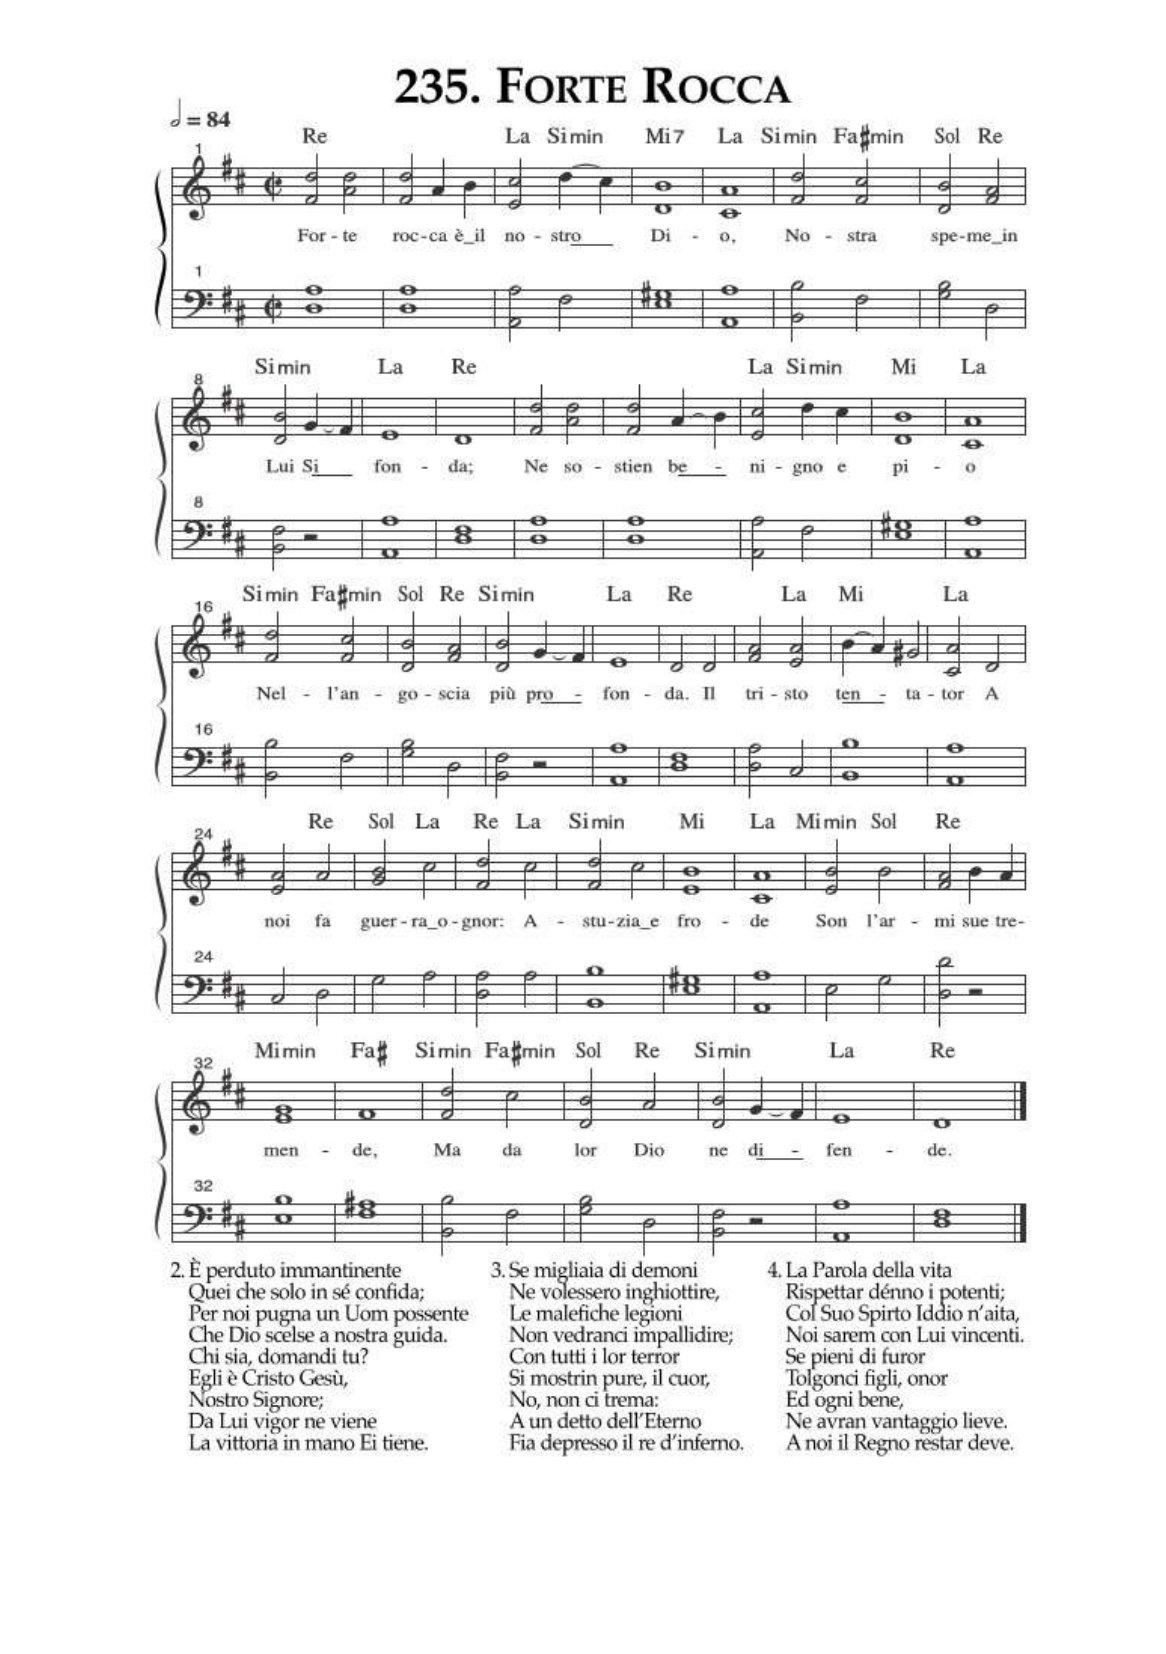 235. FORTE ROCCA
𝅗𝅥 = 84
Re La Simin Mi7 La Simin Fa♯min Sol Re
1
For - te roc-ca è_il no - stro Di - o, No - stra spe-me_in
1
Simin La Re La Simin Mi La
8
Lui Si fon - da; Ne so - stien be - ni - gno e pi - o
8
Simin Fa♯min Sol Re Simin La Re La Mi La
16
Nel - l'an - go - scia più pro - fon - da. Il tri - sto ten - ta - tor A
16
Re Sol La Re La Simin Mi La Mimin Sol Re
24
noi fa guer - ra_o - gnor: A - stu-zia_e fro - de Son l'ar - mi sue tre-
24
Mimin Fa♯ Simin Fa♯min Sol Re Simin La Re
32
men - de, Ma da lor Dio ne di - fen - de.
32
2. È perduto immantinente
Quei che solo in sé confida;
Per noi pugna un Uom possente
Che Dio scelse a nostra guida.
Chi sia, domandi tu?
Egli è Cristo Gesù,
Nostro Signore;
Da Lui vigor ne viene
La vittoria in mano Ei tiene.
3. Se migliaia di demoni
Ne volessero inghiottire,
Le malefiche legioni
Non vedranci impallidire;
Con tutti i lor terror
Si mostrin pure, il cuor,
No, non ci trema:
A un detto dell'Eterno
Fia depresso il re d'inferno.
4. La Parola della vita
Rispettar dénno i potenti;
Col Suo Spirto Iddio n'aita,
Noi sarem con Lui vincenti.
Se pieni di furor
Tolgonci figli, onor
Ed ogni bene,
Ne avran vantaggio lieve.
A noi il Regno restar deve.